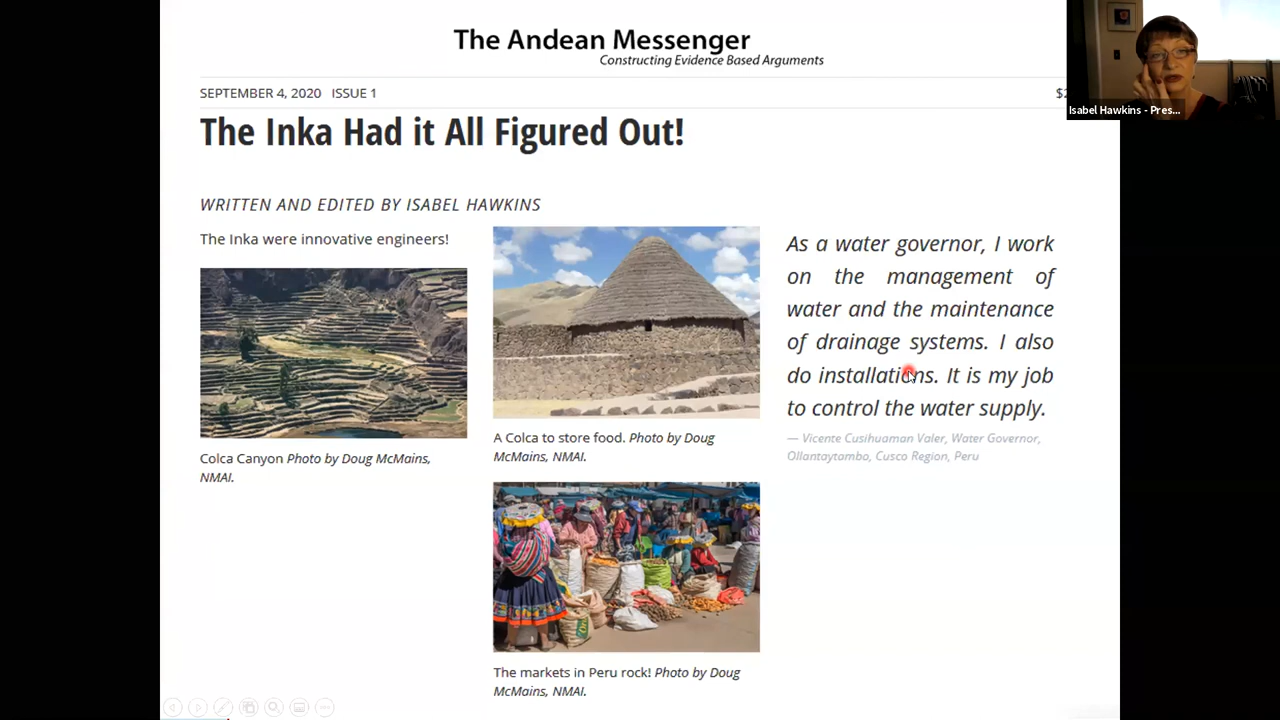 The Andean Messenger
Constructing Evidence Based Arguments
SEPTEMBER 4, 2020 ISSUE 1
Isabel Hawkins - Pres...
The Inka Had it All Figured Out!
WRITTEN AND EDITED BY ISABEL HAWKINS
The Inka were innovative engineers!
Colca Canyon Photo by Doug McMains,
NMAI.
A Colca to store food. Photo by Doug
McMains, NMAI.
The markets in Peru rock! Photo by Doug
McMains, NMAI.
As a water governor, I work
on the management of
water and the maintenance
of drainage systems. I also
do installations. It is my job
to control the water supply.
— Vicente Cusihuaman Valer, Water Governor,
Ollantaytambo, Cusco Region, Peru